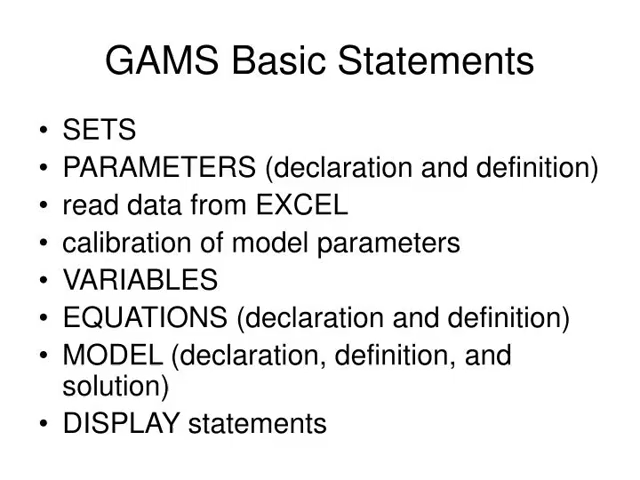 GAMS Basic Statements
• SETS
• PARAMETERS (declaration and definition)
• read data from EXCEL
• calibration of model parameters
• VARIABLES
• EQUATIONS (declaration and definition)
• MODEL (declaration, definition, and
solution)
• DISPLAY statements